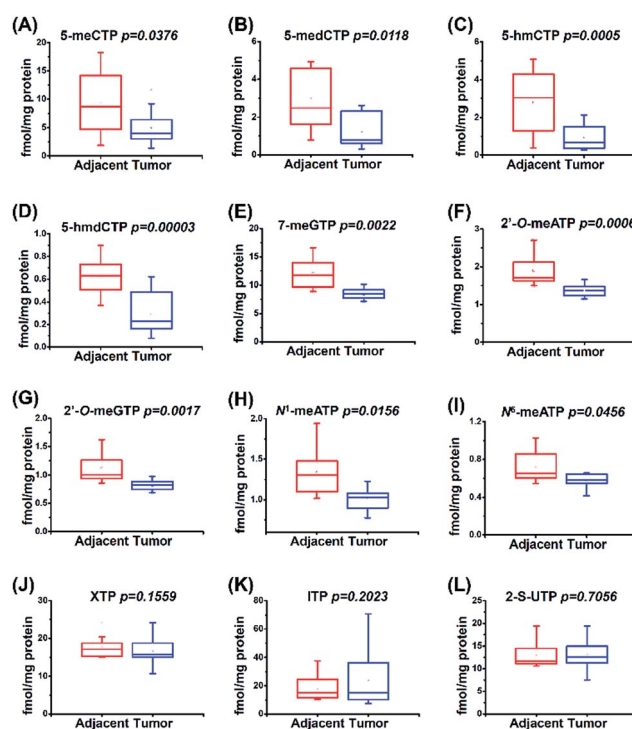 (A) 5-meCTP p=0.0376
fmol/mg protein
20
15
10
5
0
Adjacent Tumor
(B) 5-medCTP p=0.0118
fmol/mg protein
6
4
2
0
Adjacent Tumor
(C) 5-hmCTP p=0.0005
fmol/mg protein
6
4
2
0
Adjacent Tumor
(D) 5-hmdCTP p=0.00003
fmol/mg protein
1.0
0.8
0.6
0.4
0.2
0.0
Adjacent Tumor
(E) 7-meGTP p=0.0022
fmol/mg protein
20
15
10
5
0
Adjacent Tumor
(F) 2'-O-meATP p=0.0006
fmol/mg protein
3
2
1
0
Adjacent Tumor
(G) 2'-O-meGTP p=0.0017
fmol/mg protein
2.0
1.5
1.0
0.5
0.0
Adjacent Tumor
(H) N¹-meATP p=0.0156
fmol/mg protein
2.0
1.5
1.0
Adjacent Tumor
(I) N⁶-meATP p=0.0456
fmol/mg protein
1.2
0.8
0.4
0.0
Adjacent Tumor
(J) XTP p=0.1559
fmol/mg protein
30
20
10
0
Adjacent Tumor
(K) ITP p=0.2023
fmol/mg protein
80
60
40
20
0
Adjacent Tumor
(L) 2-S-UTP p=0.7056
fmol/mg protein
25
20
15
10
5
0
Adjacent Tumor